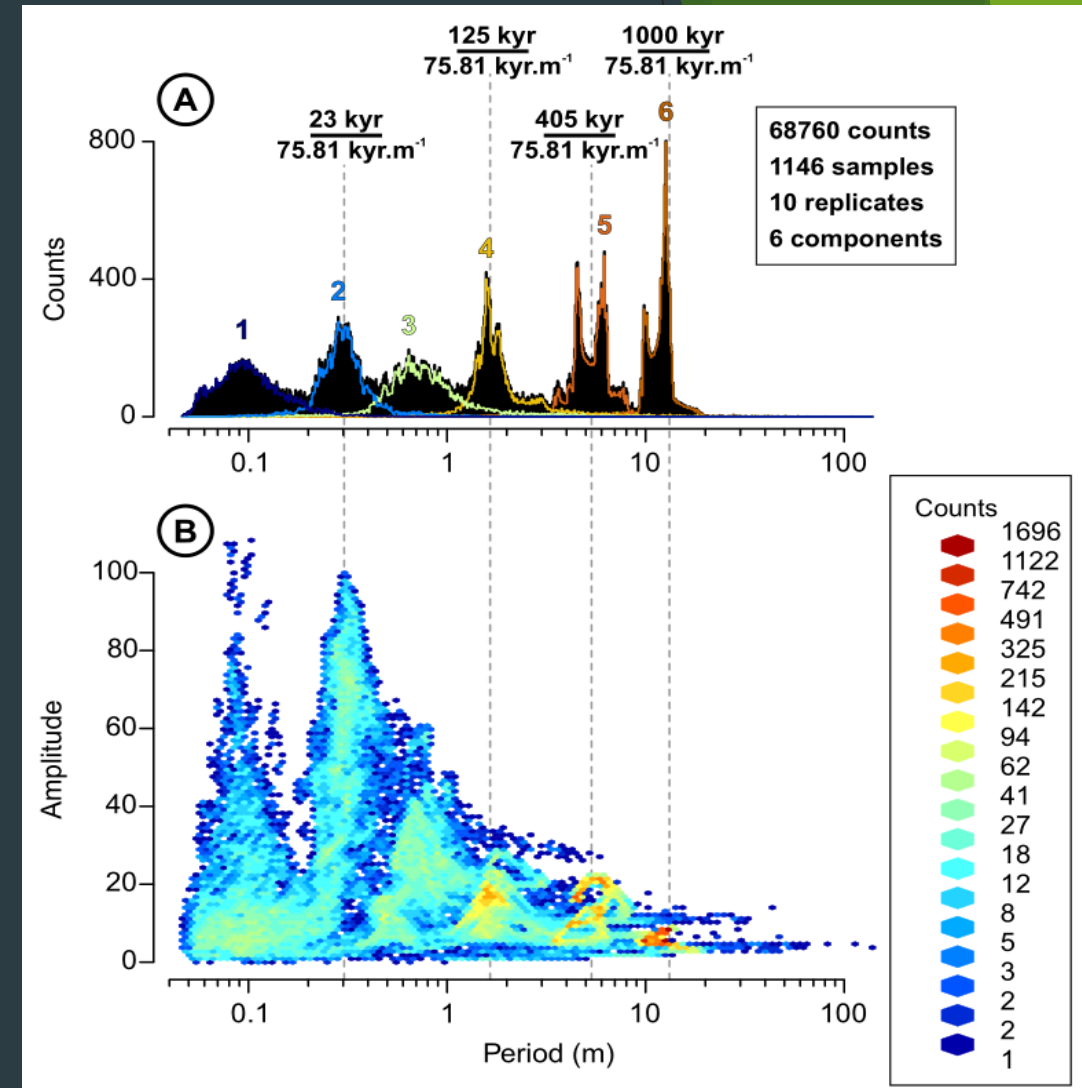 125 kyr
75.81 kyr.m⁻¹
1000 kyr
75.81 kyr.m⁻¹
A
23 kyr
75.81 kyr.m⁻¹
405 kyr
75.81 kyr.m⁻¹
68760 counts
1146 samples
10 replicates
6 components
800
400
0
Counts
1
2
3
4
5
6
0.1
1
10
100
B
100
80
60
40
20
0
Amplitude
0.1
1
10
100
Period (m)
Counts
1696
1122
742
491
325
215
142
94
62
41
27
18
12
8
5
3
2
2
1